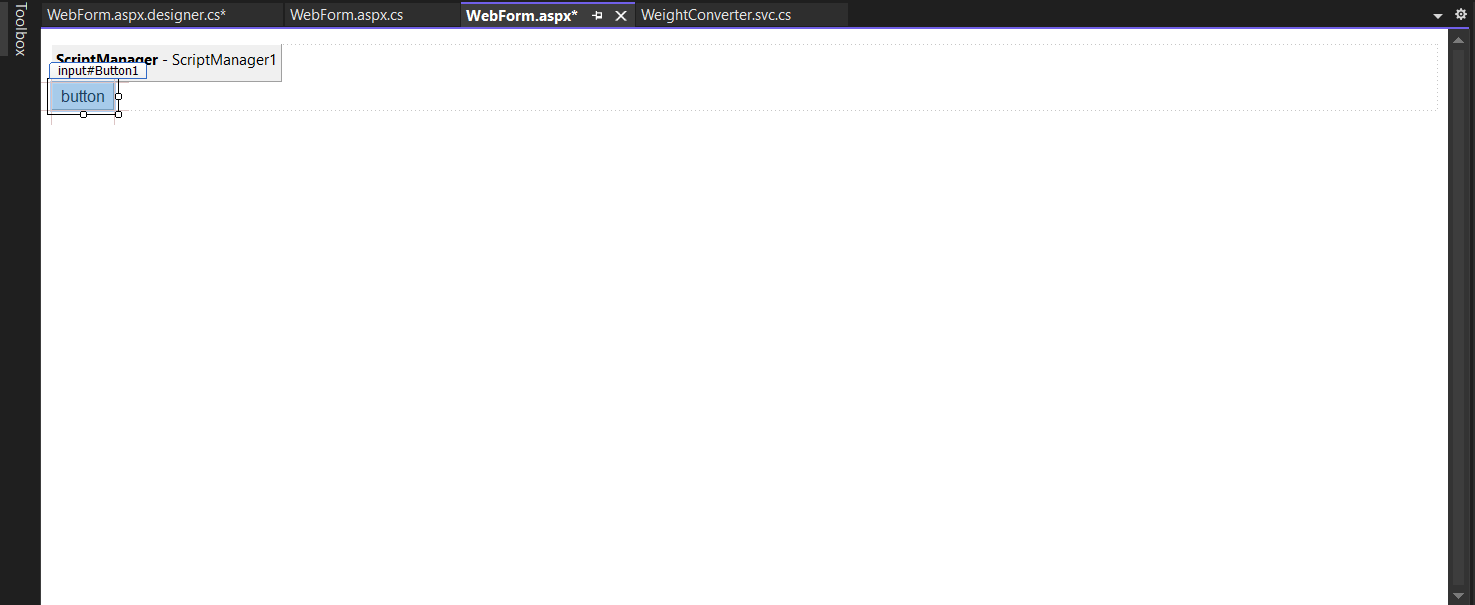 Toolbox
WebForm.aspx.designer.cs* WebForm.aspx.cs WebForm.aspx* WeightConverter.svc.cs
ScriptManager - ScriptManager1
input#Button1
button